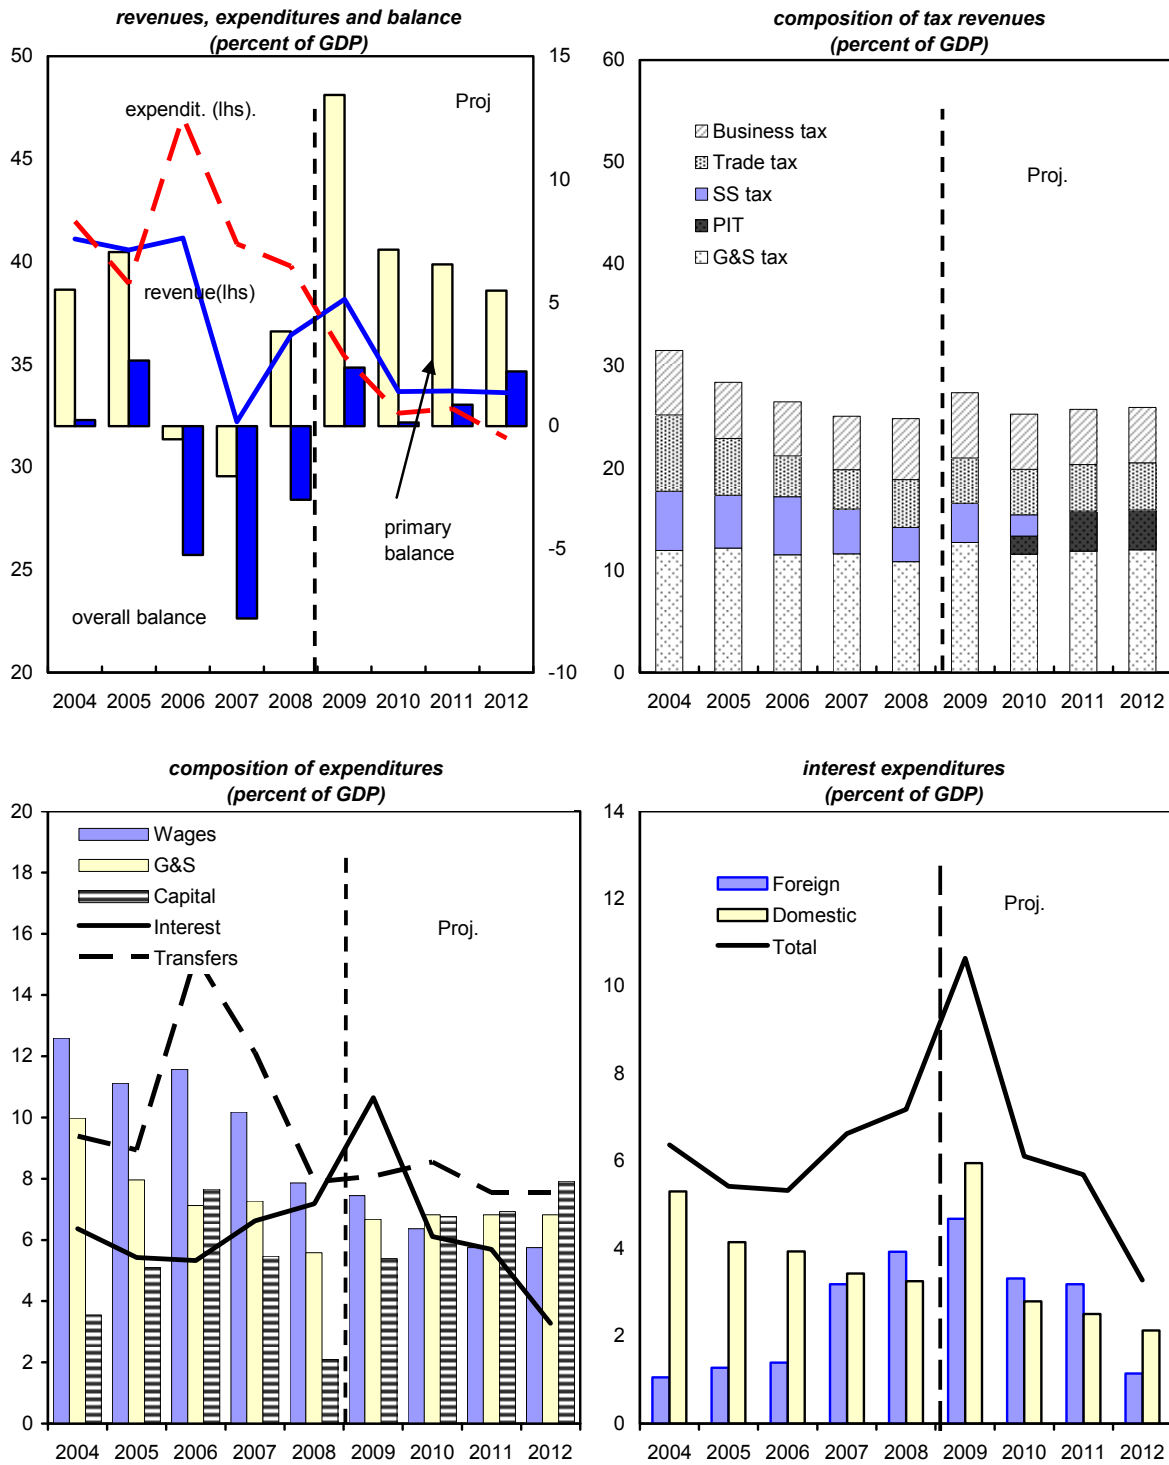 revenues, expenditures and balance
(percent of GDP)
50
45
40
35
30
25
20
15
10
5
0
-5
-10
expendit. (lhs).
Proj
revenue(lhs)
primary
balance
overall balance
2004 2005 2006 2007 2008 2009 2010 2011 2012
composition of tax revenues
(percent of GDP)
60
50
40
30
20
10
0
Business tax
Trade tax
SS tax
PIT
G&S tax
Proj.
2004 2005 2006 2007 2008 2009 2010 2011 2012
composition of expenditures
(percent of GDP)
20
18
16
14
12
10
8
6
4
2
0
Wages
G&S
Capital
Interest
Transfers
Proj.
2004 2005 2006 2007 2008 2009 2010 2011 2012
interest expenditures
(percent of GDP)
14
12
10
8
6
4
2
0
Foreign
Domestic
Total
Proj.
2004 2005 2006 2007 2008 2009 2010 2011 2012